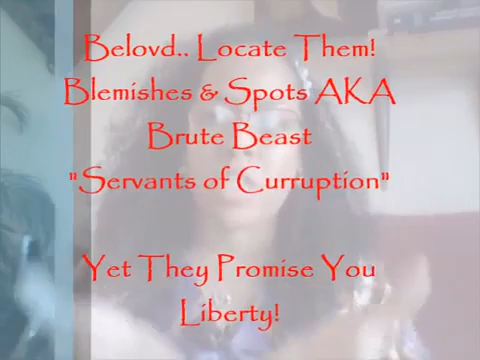 Belovd.. Locate Them!
Blemishes & Spots AKA
Brute Beast
"Servants of Curruption"
Yet They Promise You
Liberty!